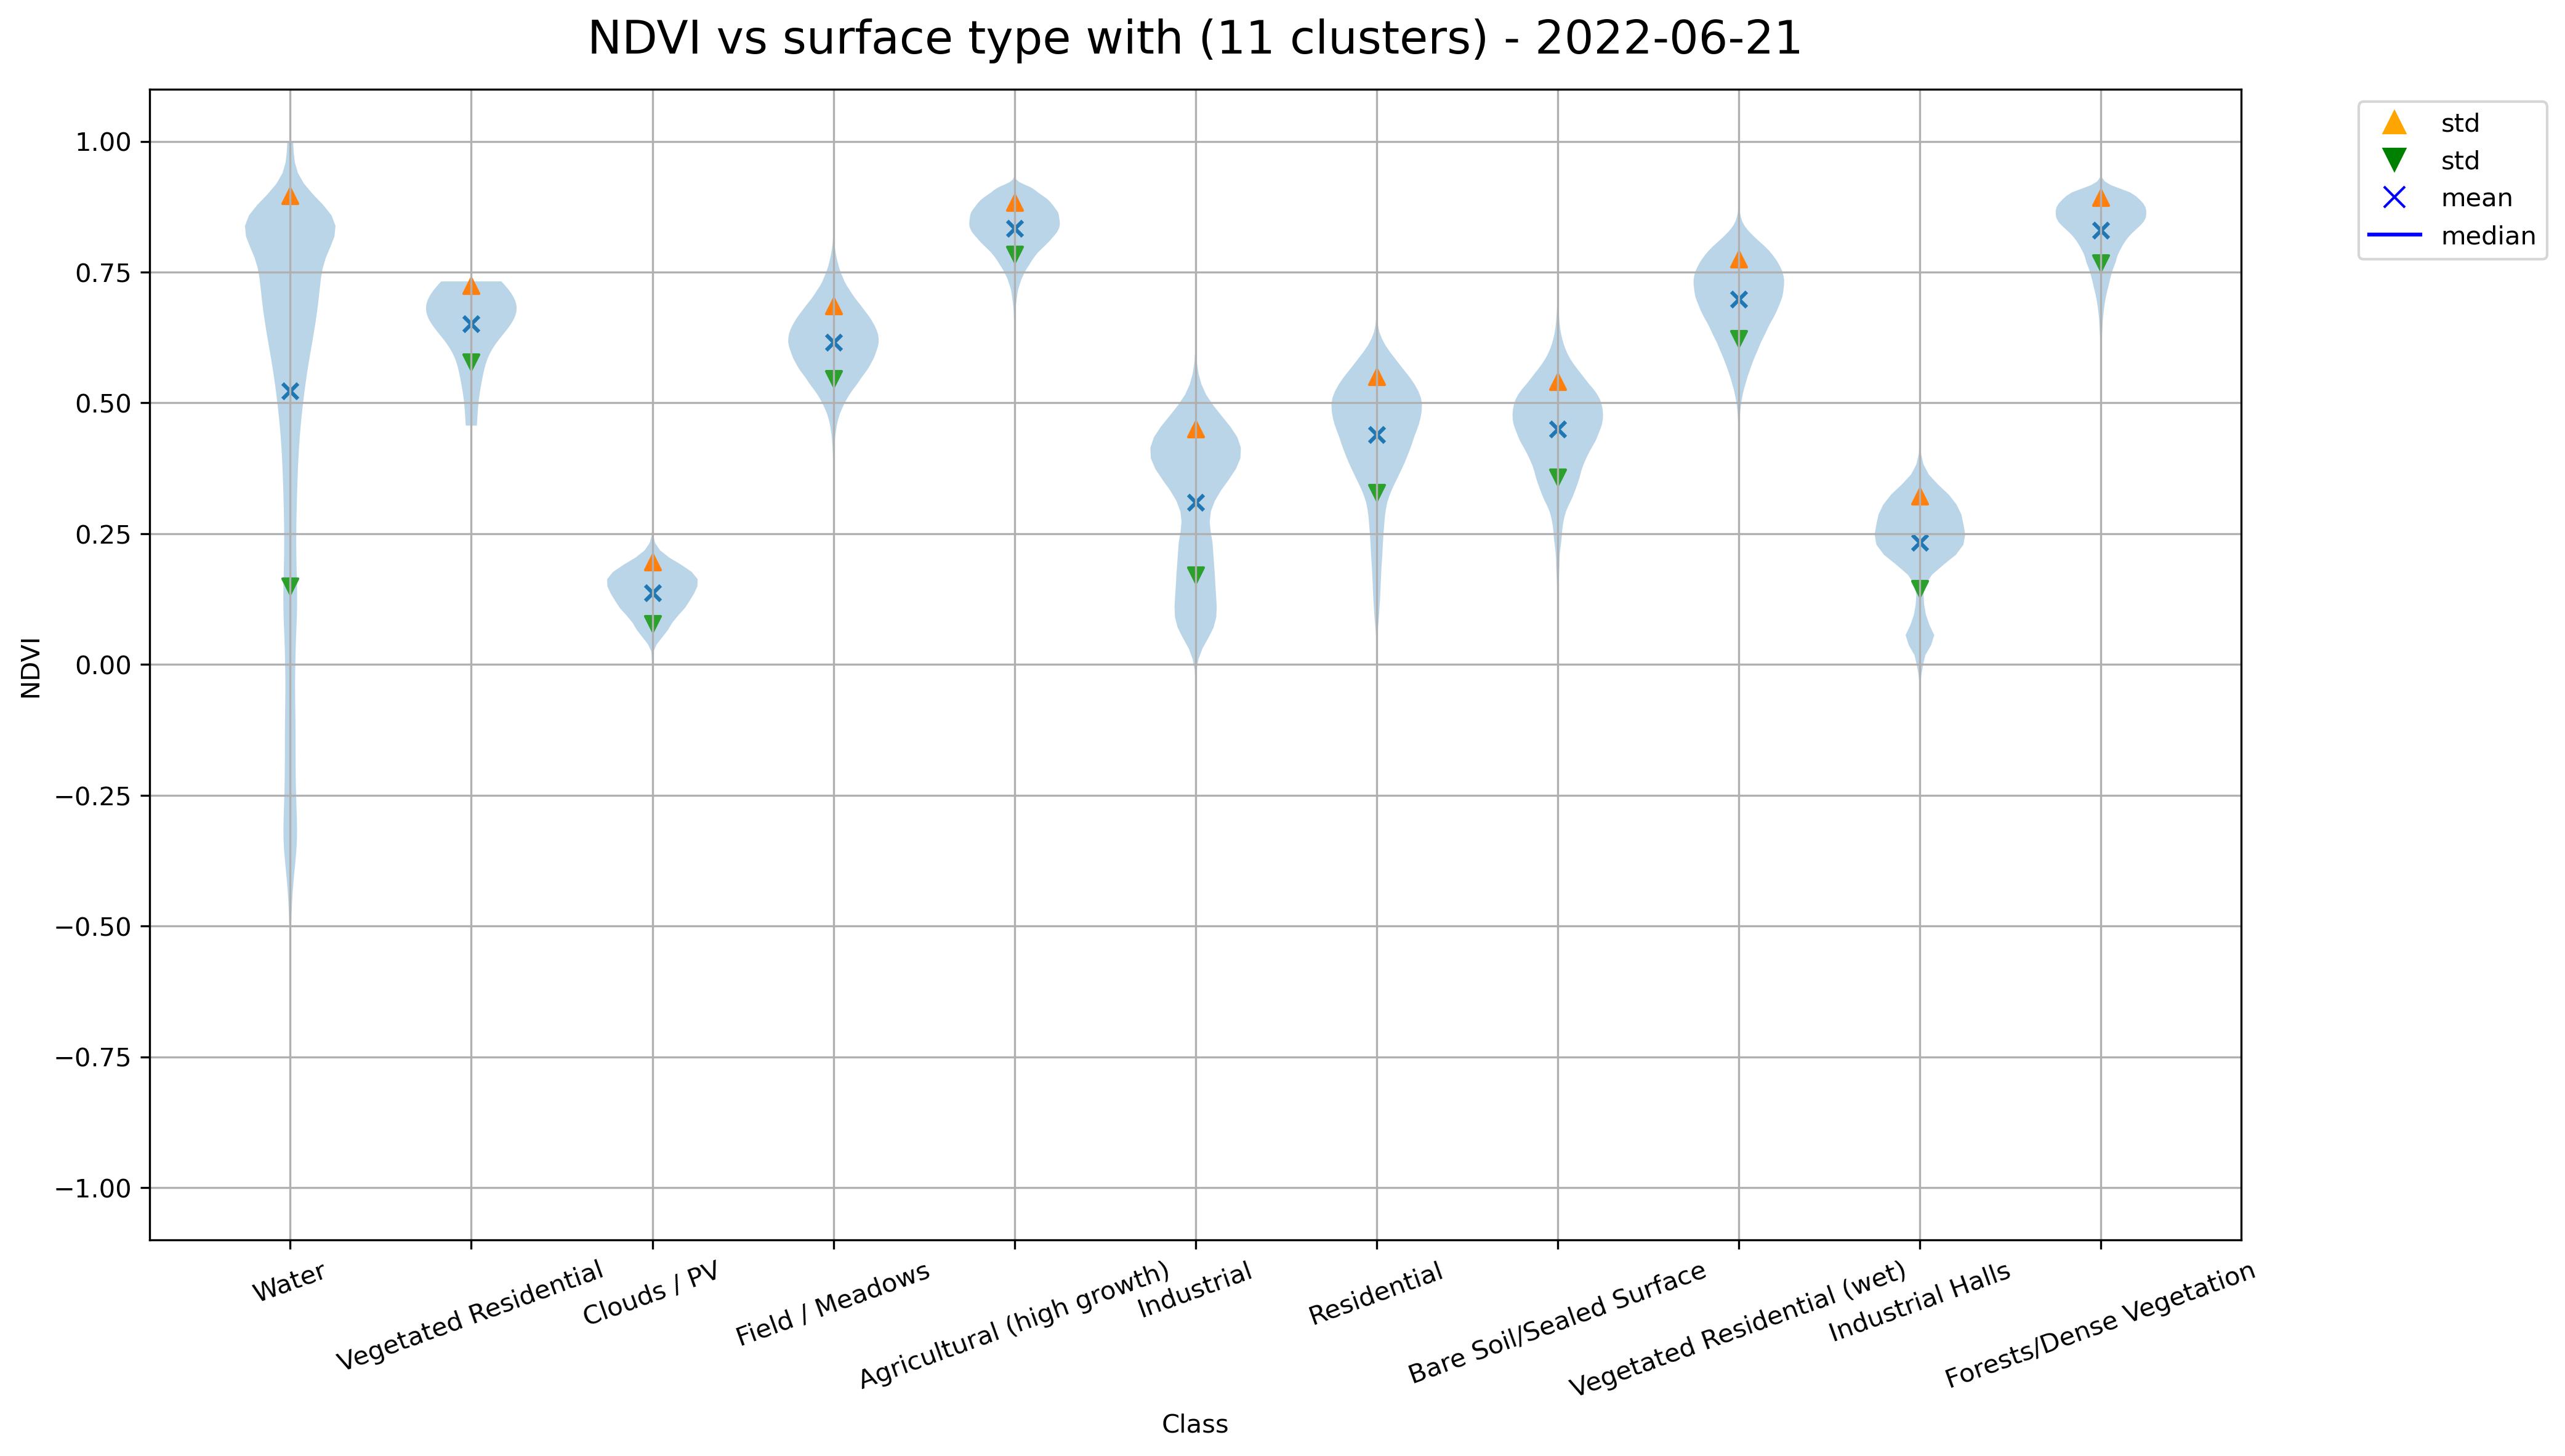 NDVI vs surface type with (11 clusters) - 2022-06-21
std
std
mean
median
NDVI
1.00
0.75
0.50
0.25
0.00
−0.25
−0.50
−0.75
−1.00
Water
Vegetated Residential
Clouds / PV
Field / Meadows
Agricultural (high growth)
Industrial
Residential
Bare Soil/Sealed Surface
Vegetated Residential (wet)
Industrial Halls
Forests/Dense Vegetation
Class